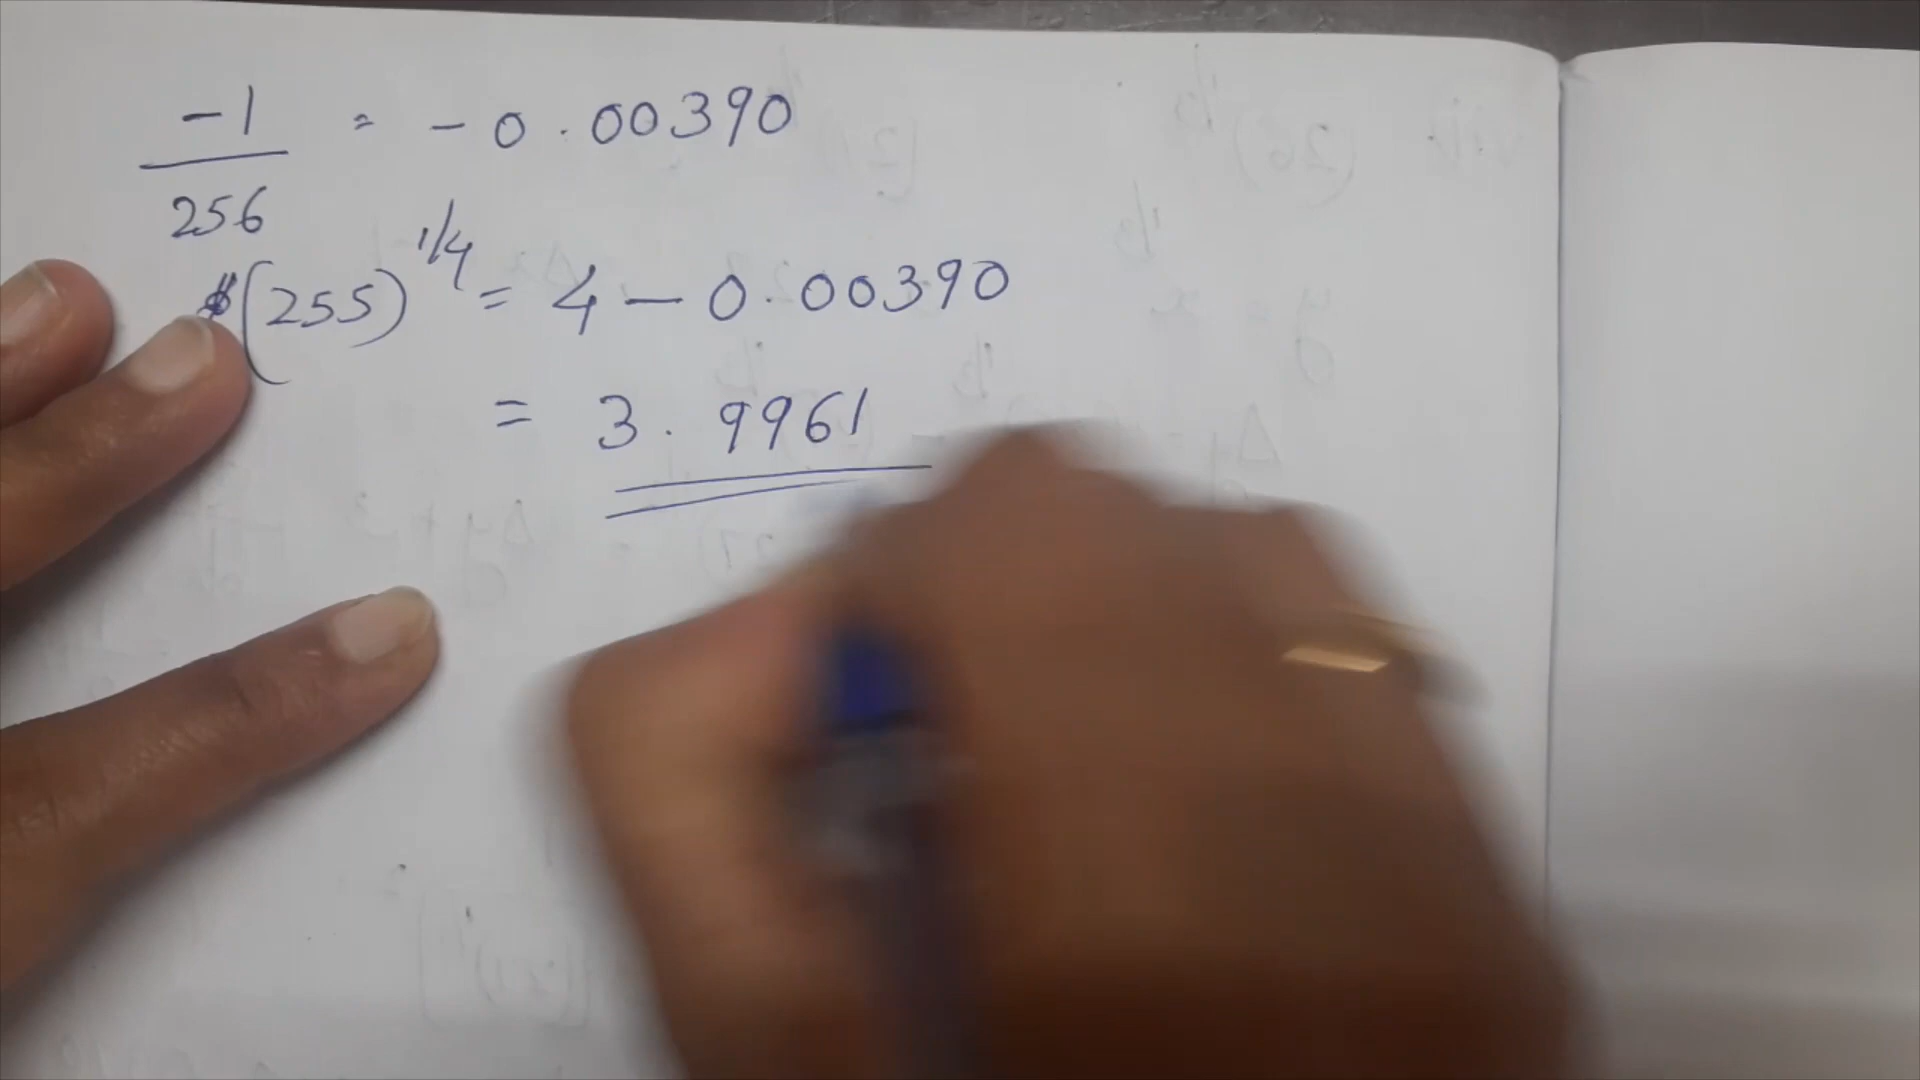 -1/256 = -0.00390
(255)^1/4 = 4 - 0.00390
= 3.9961